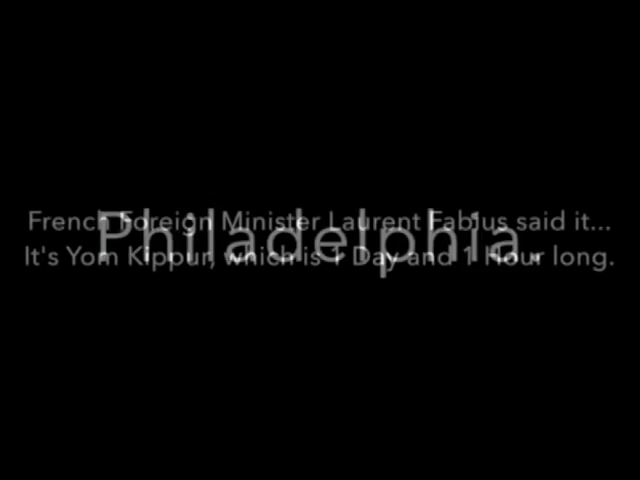 French Foreign Minister Laurent Fabius said it...
Philadelphia.
It's Yom Kippur, which is 1 Day and 1 Hour long.